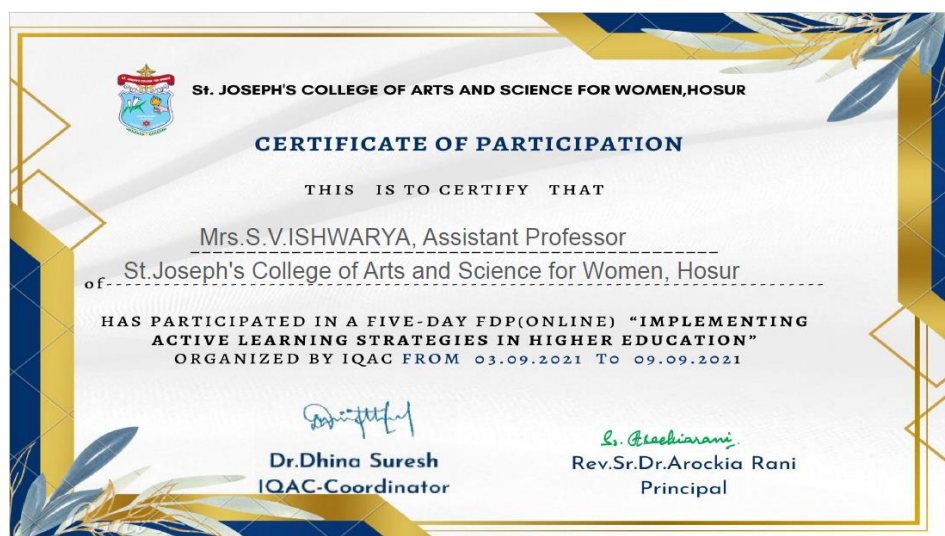 St. JOSEPH'S COLLEGE OF ARTS AND SCIENCE FOR WOMEN,HOSUR
CERTIFICATE OF PARTICIPATION
THIS IS TO CERTIFY THAT
Mrs.S.V.ISHWARYA, Assistant Professor
of St.Joseph's College of Arts and Science for Women, Hosur
HAS PARTICIPATED IN A FIVE-DAY FDP(ONLINE) "IMPLEMENTING
ACTIVE LEARNING STRATEGIES IN HIGHER EDUCATION"
ORGANIZED BY IQAC FROM 03.09.2021 To 09.09.2021
Dr.Dhina Suresh
IQAC-Coordinator
Rev.Sr.Dr.Arockia Rani
Principal